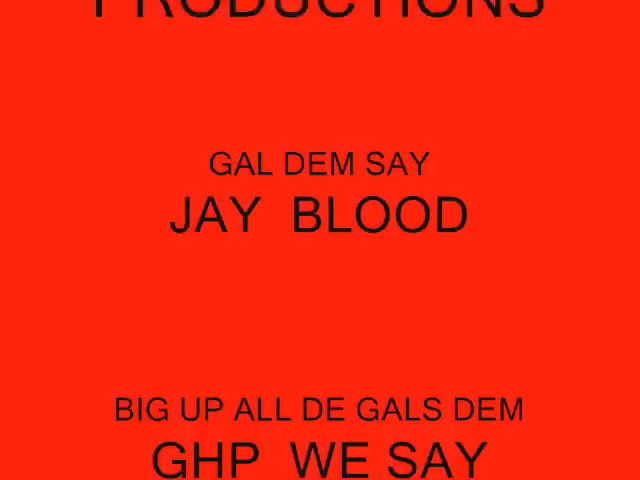 PRODUCTIONS
GAL DEM SAY
JAY BLOOD
BIG UP ALL DE GALS DEM
GHP WE SAY